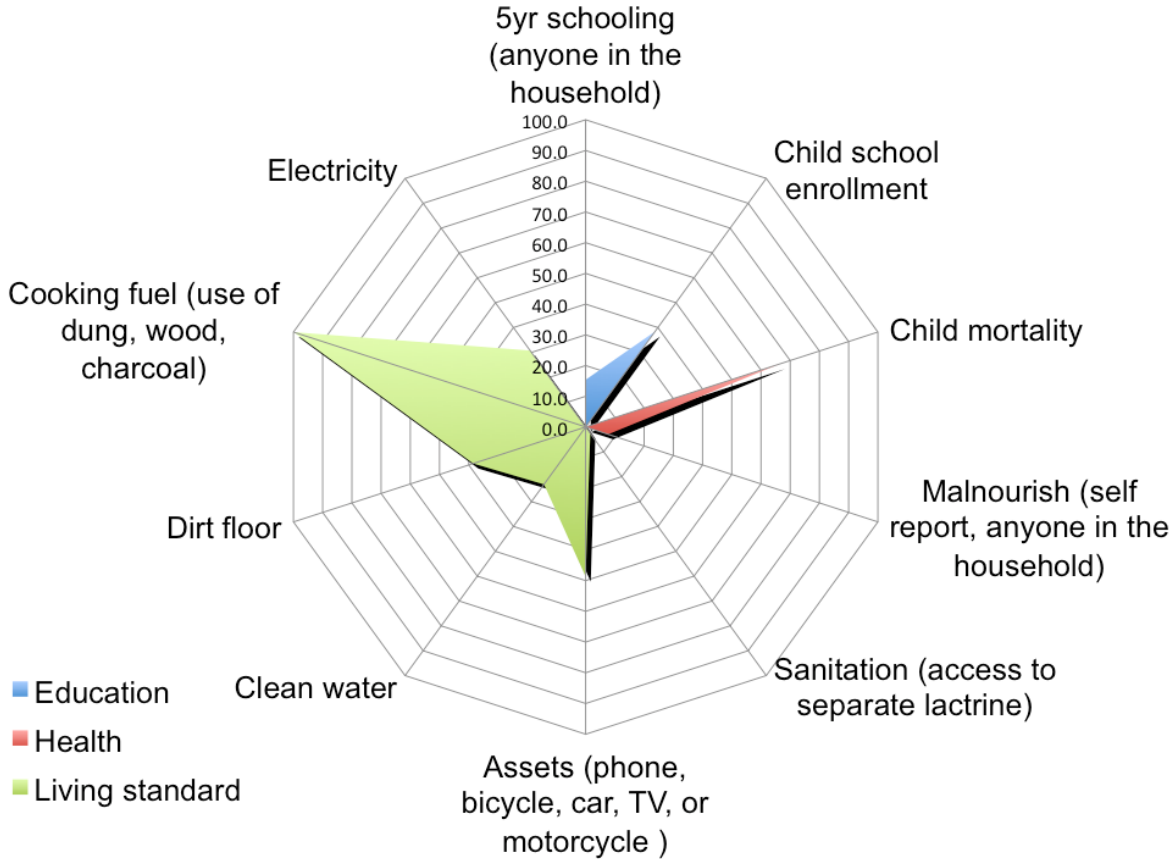 5yr schooling
(anyone in the
household)
100.0
90.0
80.0
70.0
60.0
50.0
40.0
30.0
20.0
10.0
0.0
Child school
enrollment
Child mortality
Malnourish (self
report, anyone in the
household)
Sanitation (access to
separate lactrine)
Assets (phone,
bicycle, car, TV, or
motorcycle )
Clean water
Dirt floor
Cooking fuel (use of
dung, wood,
charcoal)
Electricity
Education
Health
Living standard